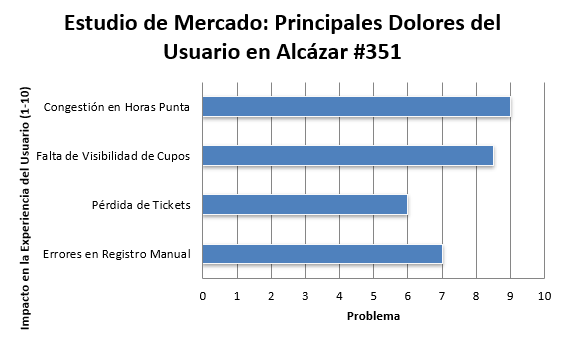 Estudio de Mercado: Principales Dolores del
Usuario en Alcázar #351
Impacto en la Experiencia del Usuario (1-10)
Congestión en Horas Punta
Falta de Visibilidad de Cupos
Pérdida de Tickets
Errores en Registro Manual
0 1 2 3 4 5 6 7 8 9 10
Problema